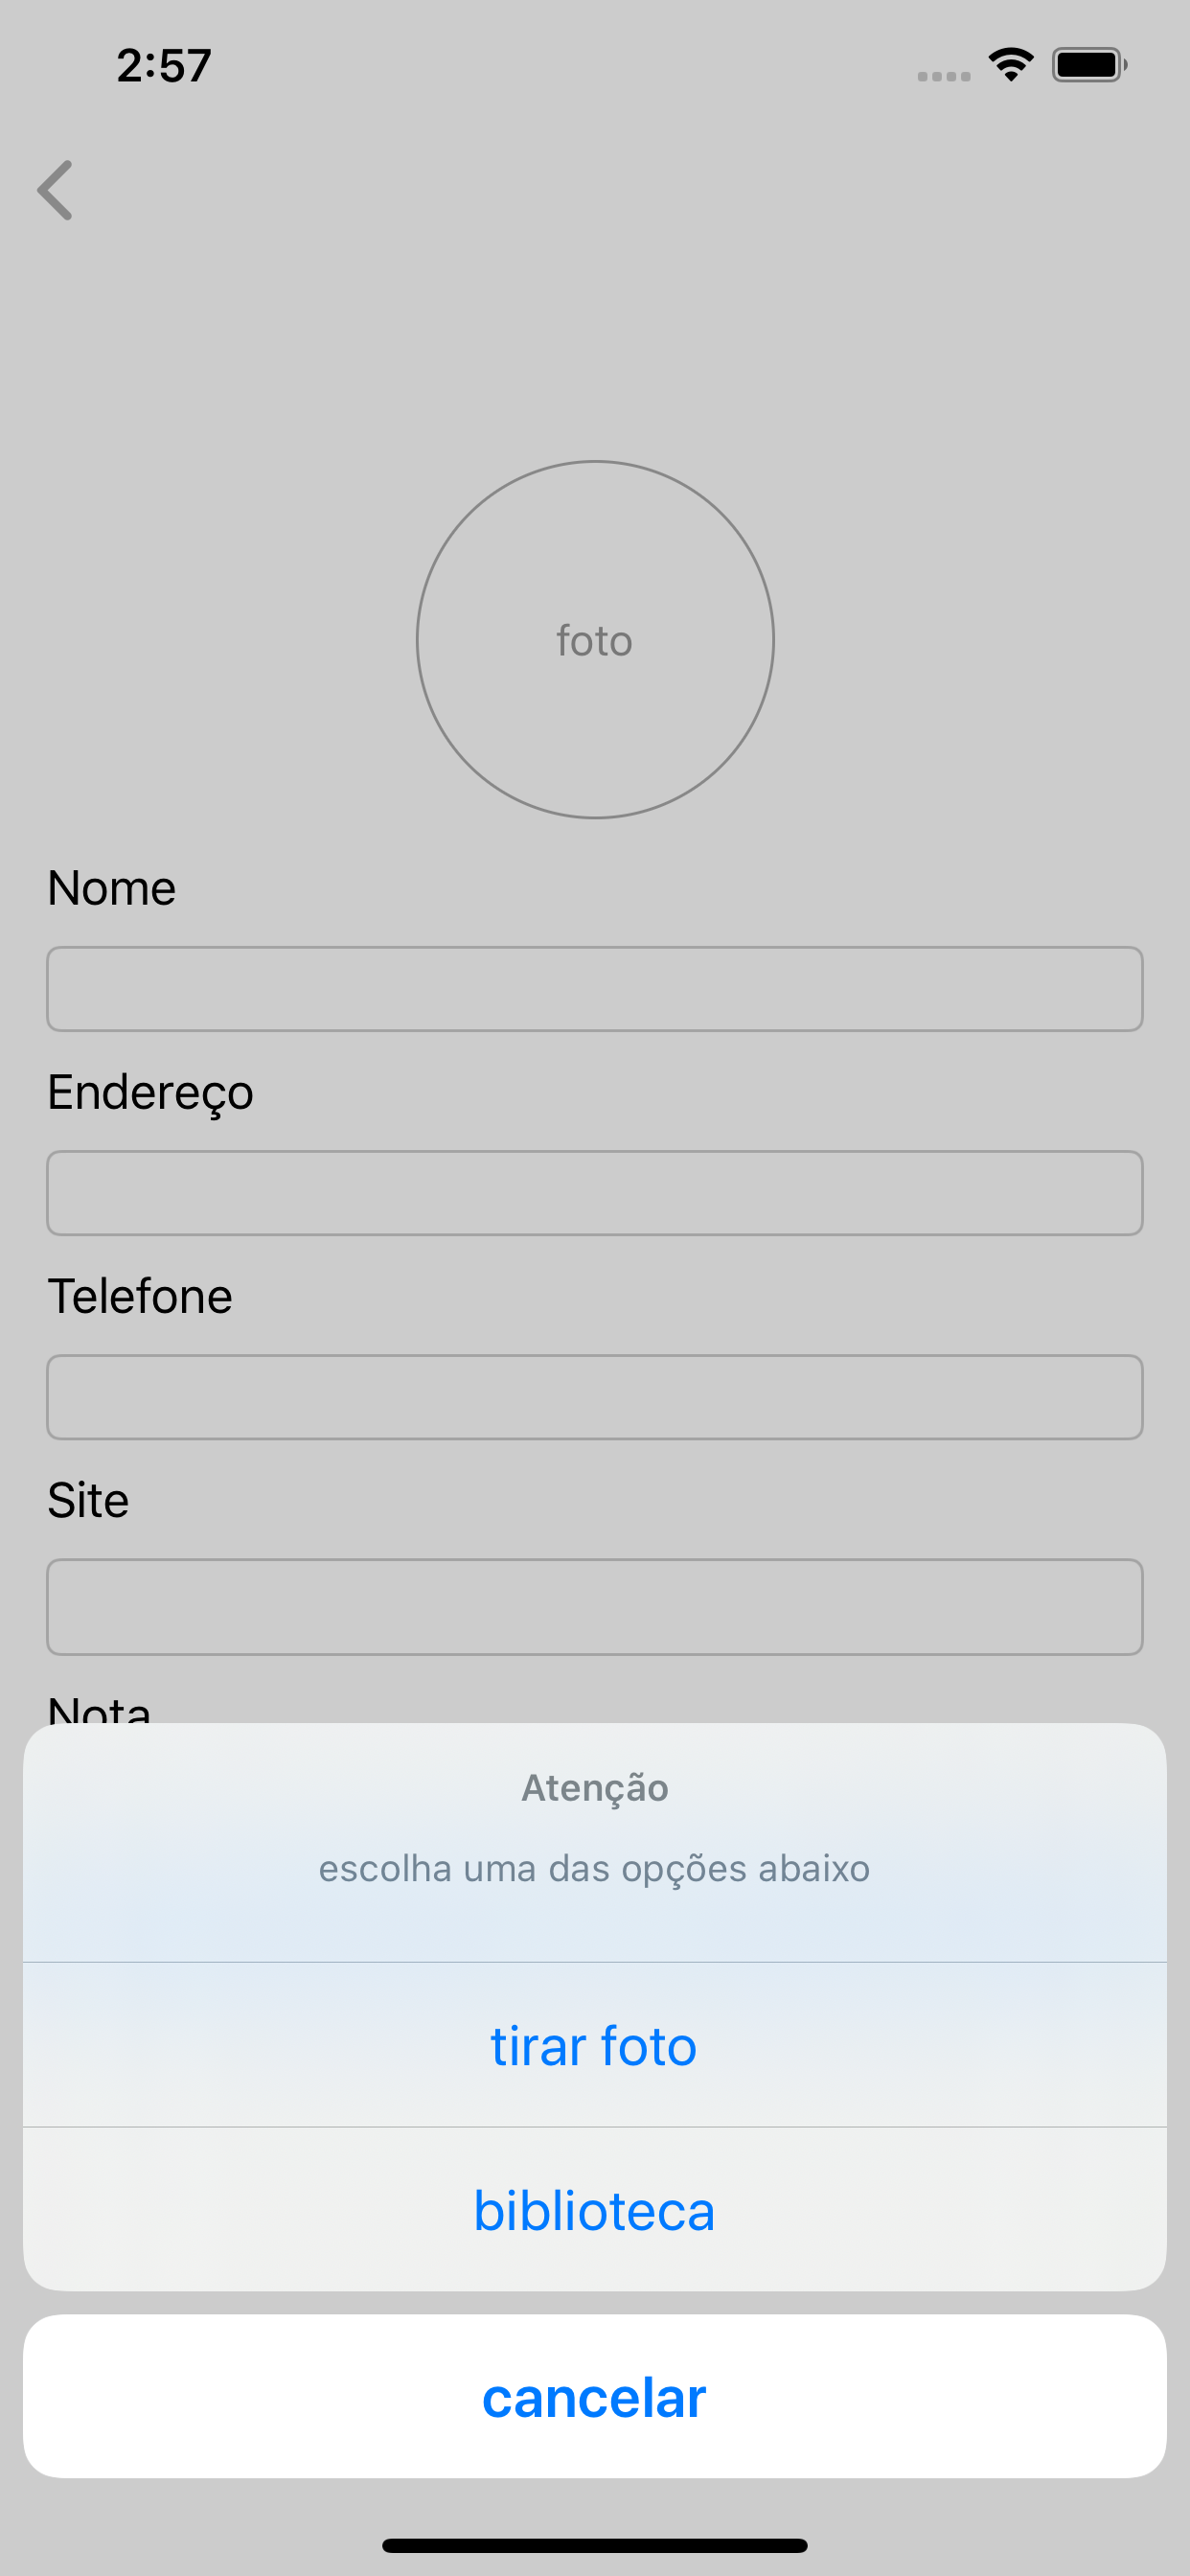 2:57
foto
Nome
Endereço
Telefone
Site
Nota
Atenção
escolha uma das opções abaixo
tirar foto
biblioteca
cancelar